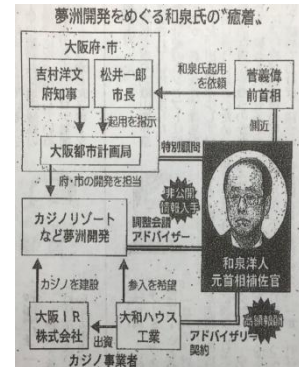 夢洲開発をめぐる和泉氏の〝癒着〟
大阪府・市
吉村洋文
府知事
松井一郎
市長
和泉氏起用
を依頼
菅義偉
前首相
起用を指示
側近
大阪都市計画局
特別顧問
府・市の開発を担当
非公開
情報入手
カジノリゾート
など夢洲開発
調整会議
アドバイザー
和泉洋人
元首相補佐官
カジノを建設
参入を希望
高額報酬
大阪IR
株式会社
出資
大和ハウス
工業
アドバイザリー
契約
カジノ事業者